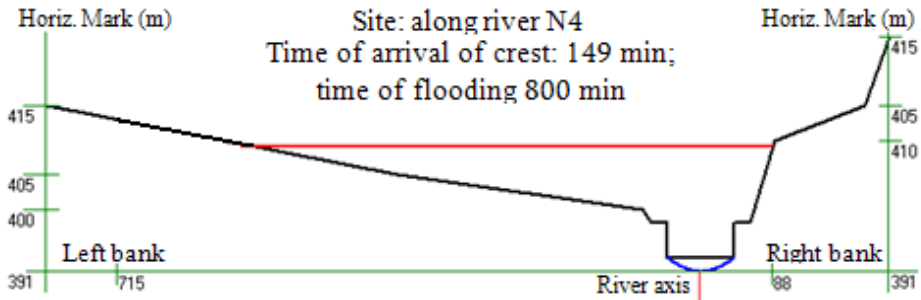 Horiz. Mark (m)
Site: along river N4
Horiz. Mark (m)
Time of arrival of crest: 149 min;
time of flooding 800 min
415
405
400
391
415
405
410
Left bank
Right bank
715
River axis
88
391